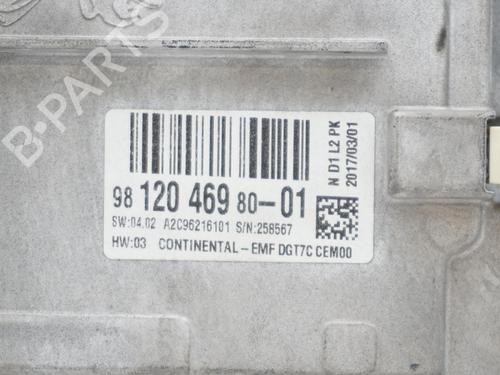 B-PARTS
98 120 469 80-01
SW:04.02 A2C96216101 S/N:258567
HW:03 CONTINENTAL-EMF DGT7C CEM00
N D1 L2 PK
2017/03/01